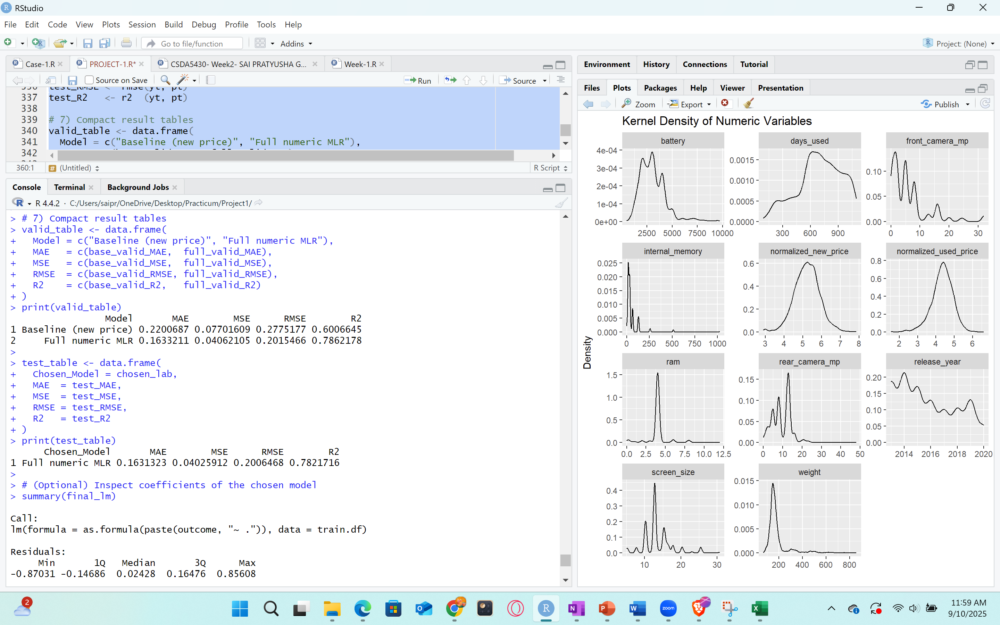 RStudio
File Edit Code View Plots Session Build Debug Profile Tools Help
Go to file/function Addins Project: (None)
Case-1.R PROJECT-1.R* CSDA5430- Week2- SAI PRATYUSHA G... Week-1.R
Source on Save Run Source
337 test_R2 <- r2 (yt, pt)
338
339 # 7) Compact result tables
340 valid_table <- data.frame(
341 Model = c("Baseline (new price)", "Full numeric MLR"),
342
360:1 # (Untitled) R Script
Console Terminal Background Jobs
R 4.4.2 · C:/Users/saipr/OneDrive/Desktop/Practicum/Project1/
> # 7) Compact result tables
> valid_table <- data.frame(
+ Model = c("Baseline (new price)", "Full numeric MLR"),
+ MAE = c(base_valid_MAE, full_valid_MAE),
+ MSE = c(base_valid_MSE, full_valid_MSE),
+ RMSE = c(base_valid_RMSE, full_valid_RMSE),
+ R2 = c(base_valid_R2, full_valid_R2)
+ )
> print(valid_table)
Model MAE MSE RMSE R2
1 Baseline (new price) 0.2200687 0.07701609 0.2775177 0.6006645
2 Full numeric MLR 0.1633211 0.04062105 0.2015466 0.7862178
>
> test_table <- data.frame(
+ Chosen_Model = chosen_lab,
+ MAE = test_MAE,
+ MSE = test_MSE,
+ RMSE = test_RMSE,
+ R2 = test_R2
+ )
> print(test_table)
Chosen_Model MAE MSE RMSE R2
1 Full numeric MLR 0.1631323 0.04025912 0.2006468 0.7821716
>
> # (Optional) Inspect coefficients of the chosen model
> summary(final_lm)
Call:
lm(formula = as.formula(paste(outcome, "~ .")), data = train.df)
Residuals:
Min 1Q Median 3Q Max
-0.87031 -0.14686 0.02428 0.16476 0.85608
Environment History Connections Tutorial
Files Plots Packages Help Viewer Presentation
Zoom Export Publish
Kernel Density of Numeric Variables
Density
battery days_used front_camera_mp
4e-04
3e-04
2e-04
1e-04
0e+00
2500 5000 7500 10000
0.0015
0.0010
0.0005
0.0000
300 600 900
0.10
0.05
0.00
0 10 20 30
internal_memory normalized_new_price normalized_used_price
0.025
0.020
0.015
0.010
0.005
0.000
0 250 500 750 1000
0.6
0.4
0.2
0.0
3 4 5 6 7 8
0.8
0.6
0.4
0.2
0.0
2 3 4 5 6
ram rear_camera_mp release_year
1.5
1.0
0.5
0.0
0.0 2.5 5.0 7.5 10.0 12.5
0.15
0.10
0.05
0.00
0 10 20 30 40 50
0.20
0.15
0.10
0.05
0.00
2014 2016 2018 2020
screen_size weight
0.4
0.3
0.2
0.1
0.0
10 20 30
0.015
0.010
0.005
0.000
200 400 600 800
2
zoom
11:59 AM
9/10/2025